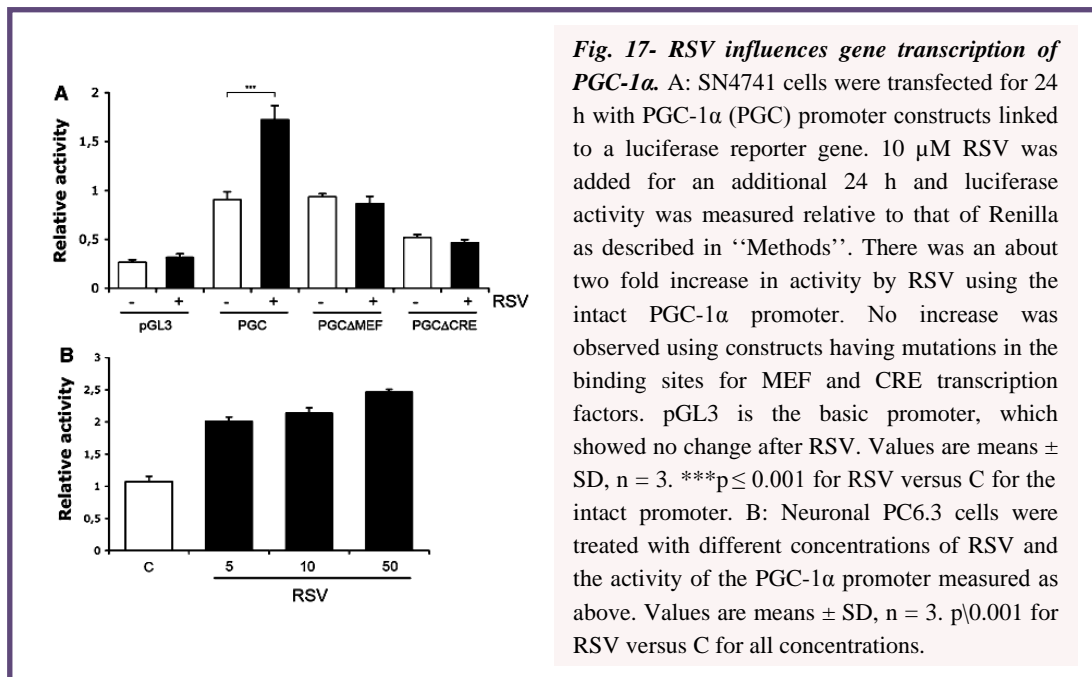 A
Relative activity
2
1,5
1
0,5
0
- + - + - + - + RSV
pGL3 PGC PGCΔMEF PGCΔCRE
***
B
Relative activity
3
2,5
2
1,5
1
0,5
0
C 5 10 50
RSV
Fig. 17- RSV influences gene transcription of
PGC-1α. A: SN4741 cells were transfected for 24
h with PGC-1α (PGC) promoter constructs linked
to a luciferase reporter gene. 10 µM RSV was
added for an additional 24 h and luciferase
activity was measured relative to that of Renilla
as described in ‘‘Methods’’. There was an about
two fold increase in activity by RSV using the
intact PGC-1α promoter. No increase was
observed using constructs having mutations in the
binding sites for MEF and CRE transcription
factors. pGL3 is the basic promoter, which
showed no change after RSV. Values are means ±
SD, n = 3. ***p ≤ 0.001 for RSV versus C for the
intact promoter. B: Neuronal PC6.3 cells were
treated with different concentrations of RSV and
the activity of the PGC-1α promoter measured as
above. Values are means ± SD, n = 3. p\0.001 for
RSV versus C for all concentrations.